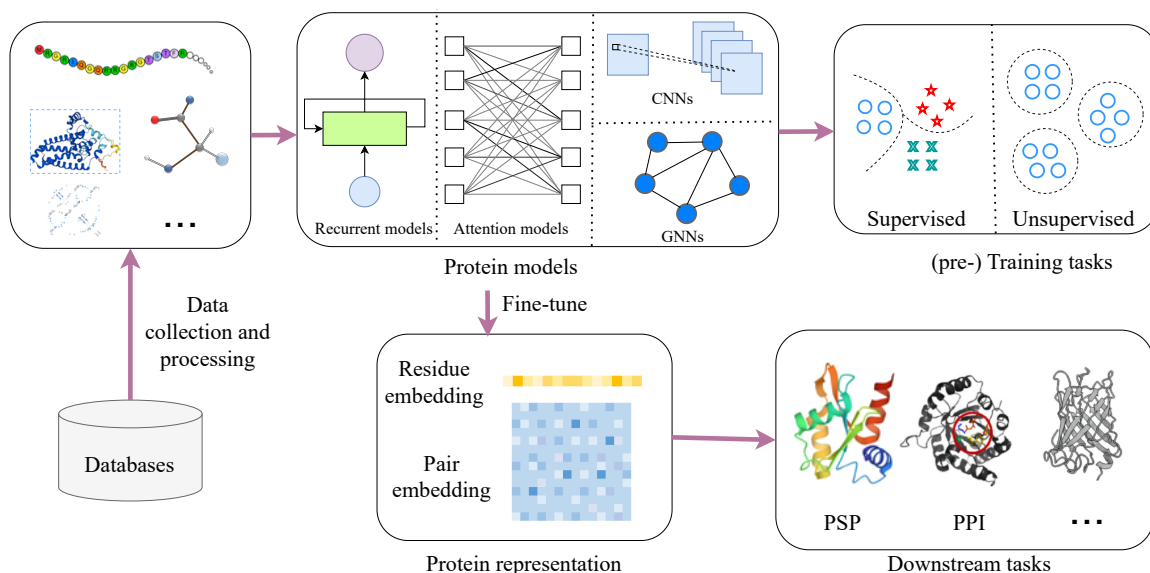 CNNs
GNNs
Recurrent models
Attention models
Supervised
Unsupervised
Protein models
(pre-) Training tasks
Fine-tune
Data
collection and
processing
Databases
Residue
embedding
Pair
embedding
Protein representation
PSP
PPI
...
Downstream tasks
...